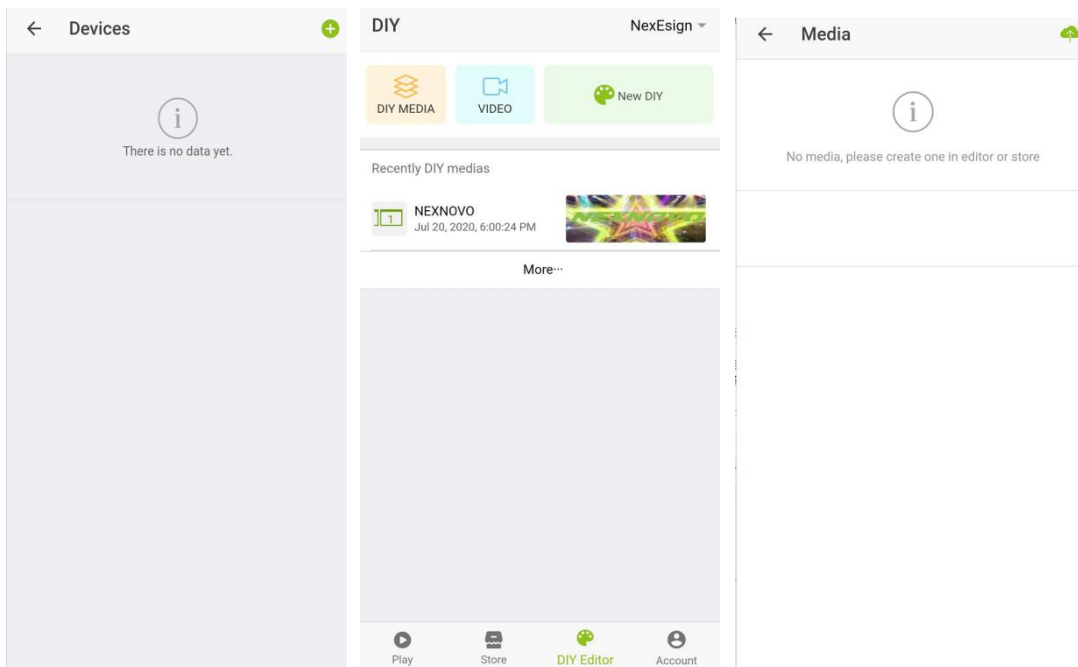 Devices
There is no data yet.
DIY
NexEsign
DIY MEDIA
VIDEO
New DIY
Recently DIY medias
1
NEXNOVO
Jul 20, 2020, 6:00:24 PM
NEXNOVO
More···
Play
Store
DIY Editor
Account
Media
No media, please create one in editor or store